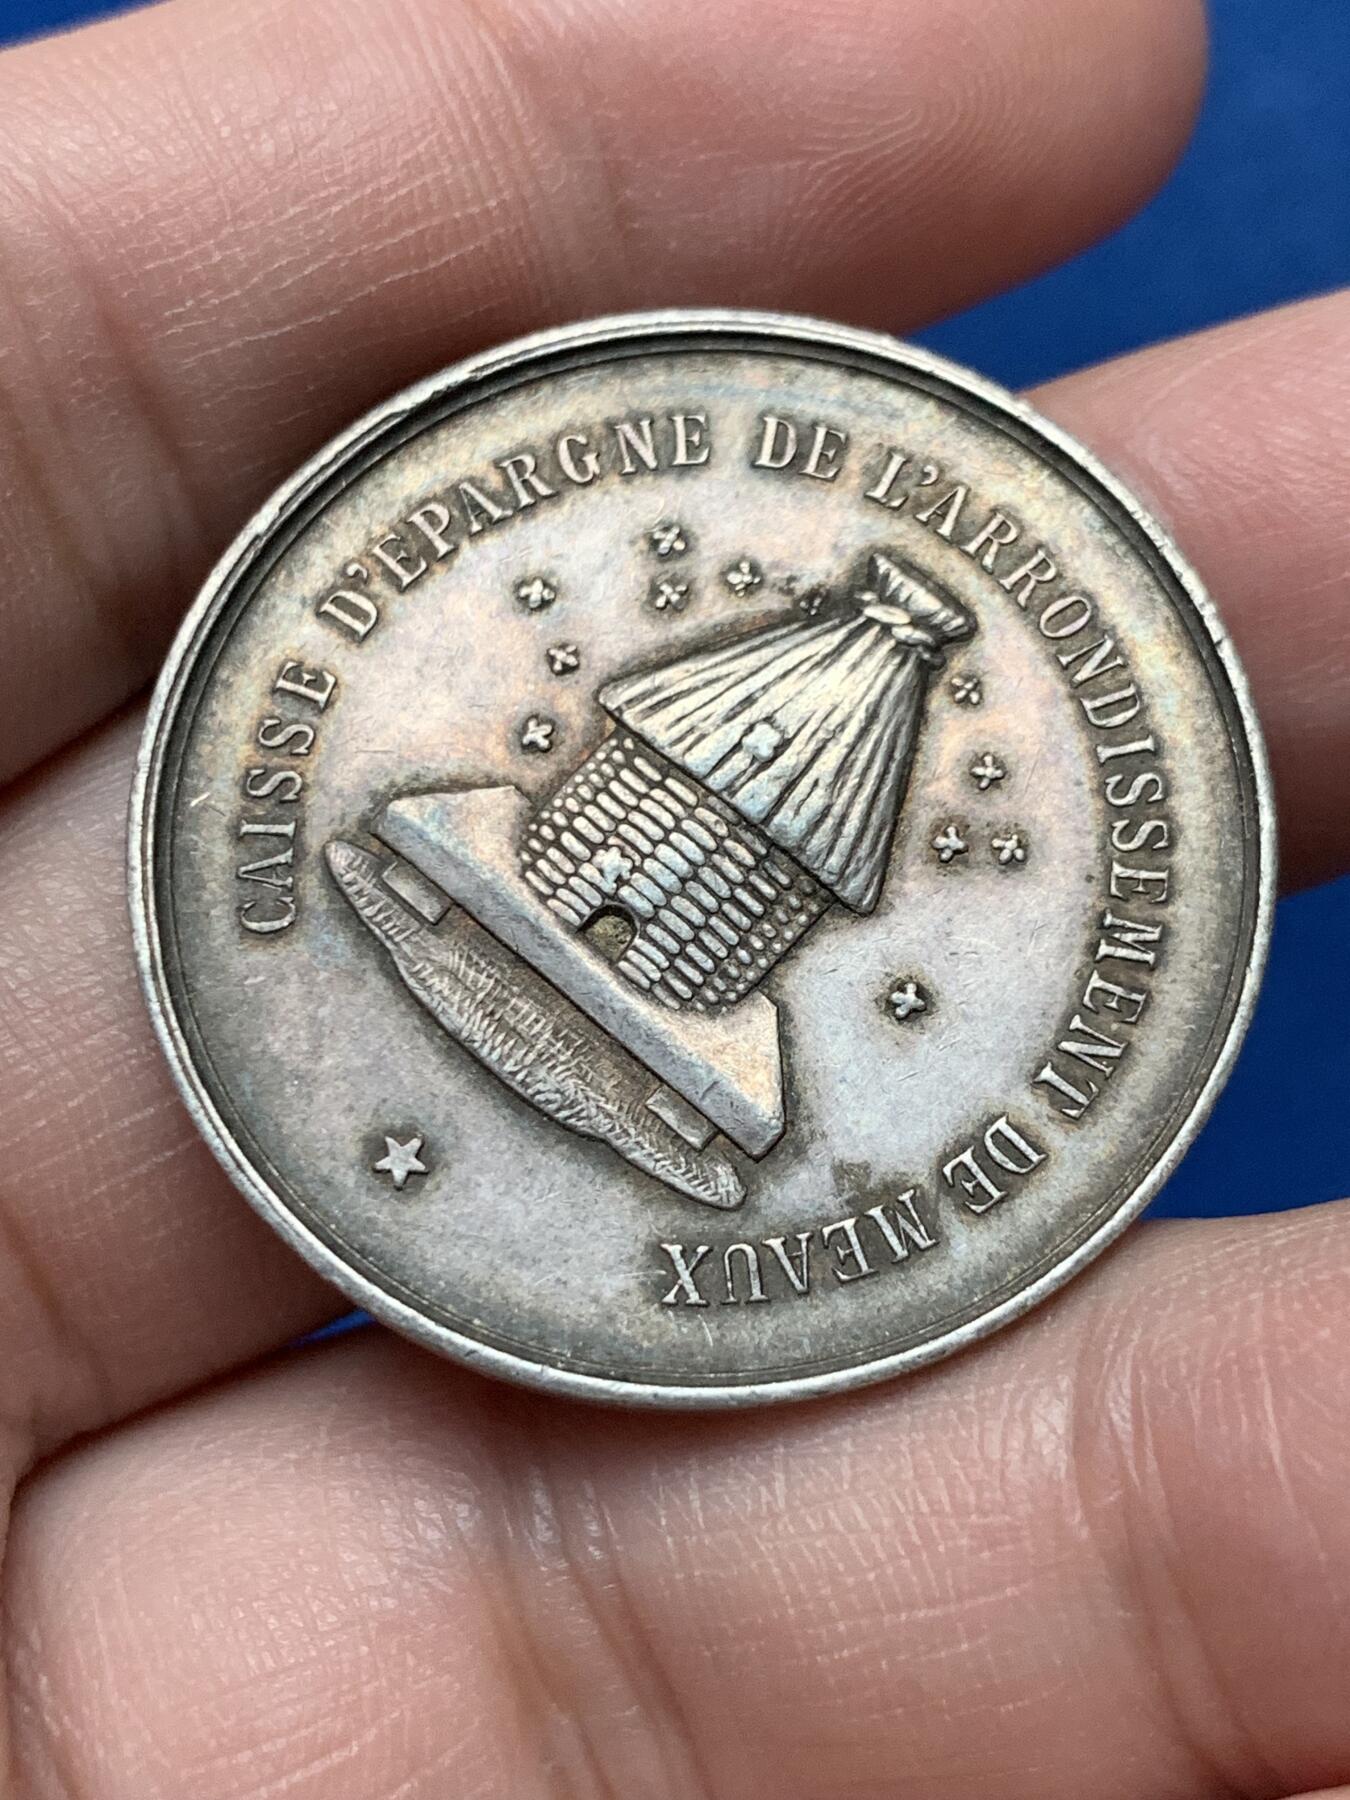 CAISSE D'EPARGNE DE L'ARRONDISSEMENT DE MEAUX